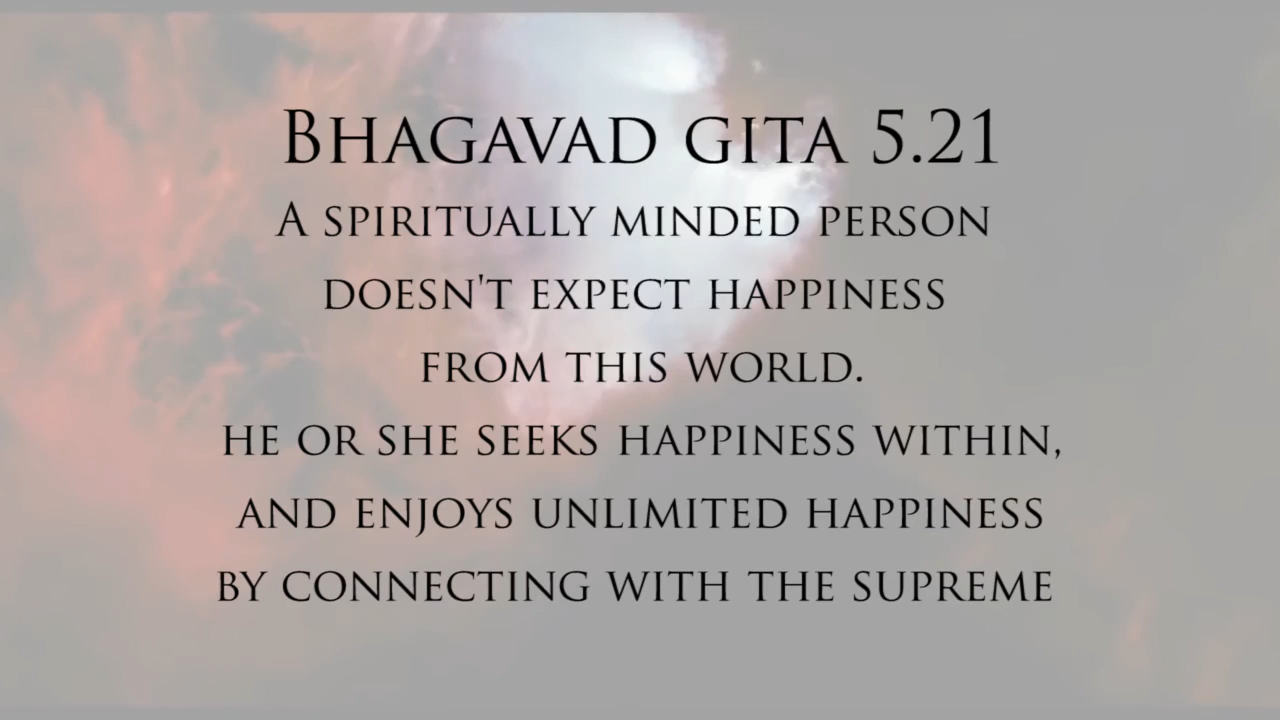 Bhagavad gita 5.21
A spiritually minded person
doesn't expect happiness
from this world.
he or she seeks happiness within,
and enjoys unlimited happiness
by connecting with the supreme